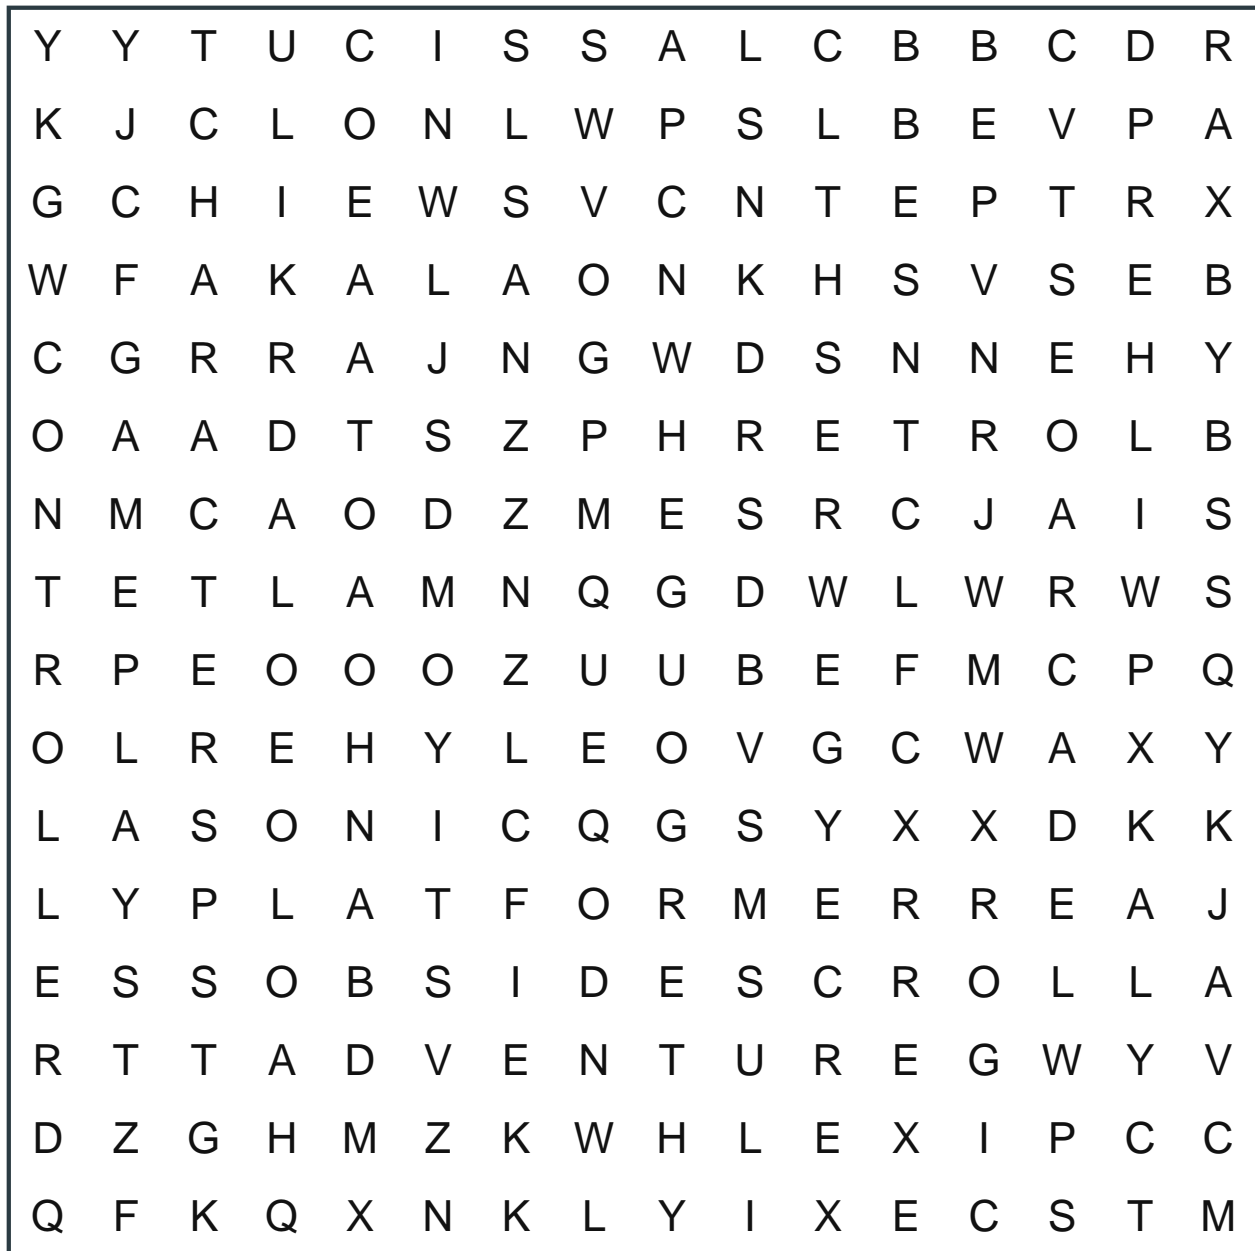 Y Y T U C I S S A L C B B C D R
K J C L O N L W P S L B E V P A
G C H I E W S V C N T E P T R X
W F A K A L A O N K H S V S E B
C G R R A J N G W D S N N E H Y
O A A D T S Z P H R E T R O L B
N M C A O D Z M E S R C J A I S
T E T L A M N Q G D W L W R W S
R P E O O O Z U U B E F M C P Q
O L R E H Y L E O V G C W A X Y
L A S O N I C Q G S Y X X D K K
L Y P L A T F O R M E R R E A J
E S S O B S I D E S C R O L L A
R T T A D V E N T U R E G W Y V
D Z G H M Z K W H L E X I P C C
Q F K Q X N K L Y I X E C S T M